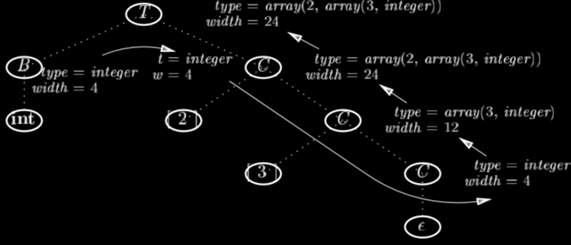 type = array(2, array(3, integer))
T
width = 24
B
type = integer
width = 4
t = integer
w = 4
C
type = array(2, array(3, integer))
width = 24
int
[ 2 ]
C
type = array(3, integer)
width = 12
[ 3 ]
C
type = integer
width = 4
ϵ